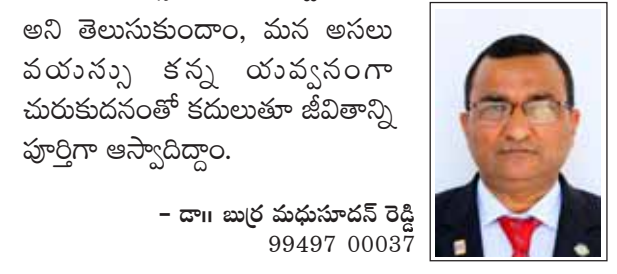 అని తెలుసుకుందాం, మన అసలు
వయస్సు కన్న యవ్వనంగా
చురుకుదనంతో కదులుతూ జీవితాన్ని
పూర్తిగా ఆస్వాదిద్దాం.
- డా॥ బుర్ర మధుసూదన్ రెడ్డి
99497 00037